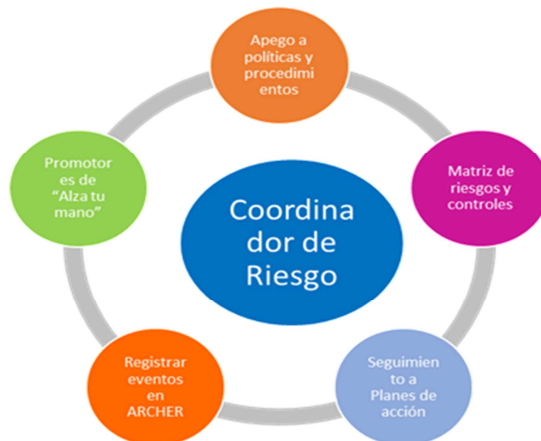 Apego a
políticas y
procedimi
entos
Matriz de
riesgos y
controles
Seguimien
to a
Planes de
acción
Registrar
eventos
en
ARCHER
Promotor
es de
“Alza tu
mano”
Coordina
dor de
Riesgo